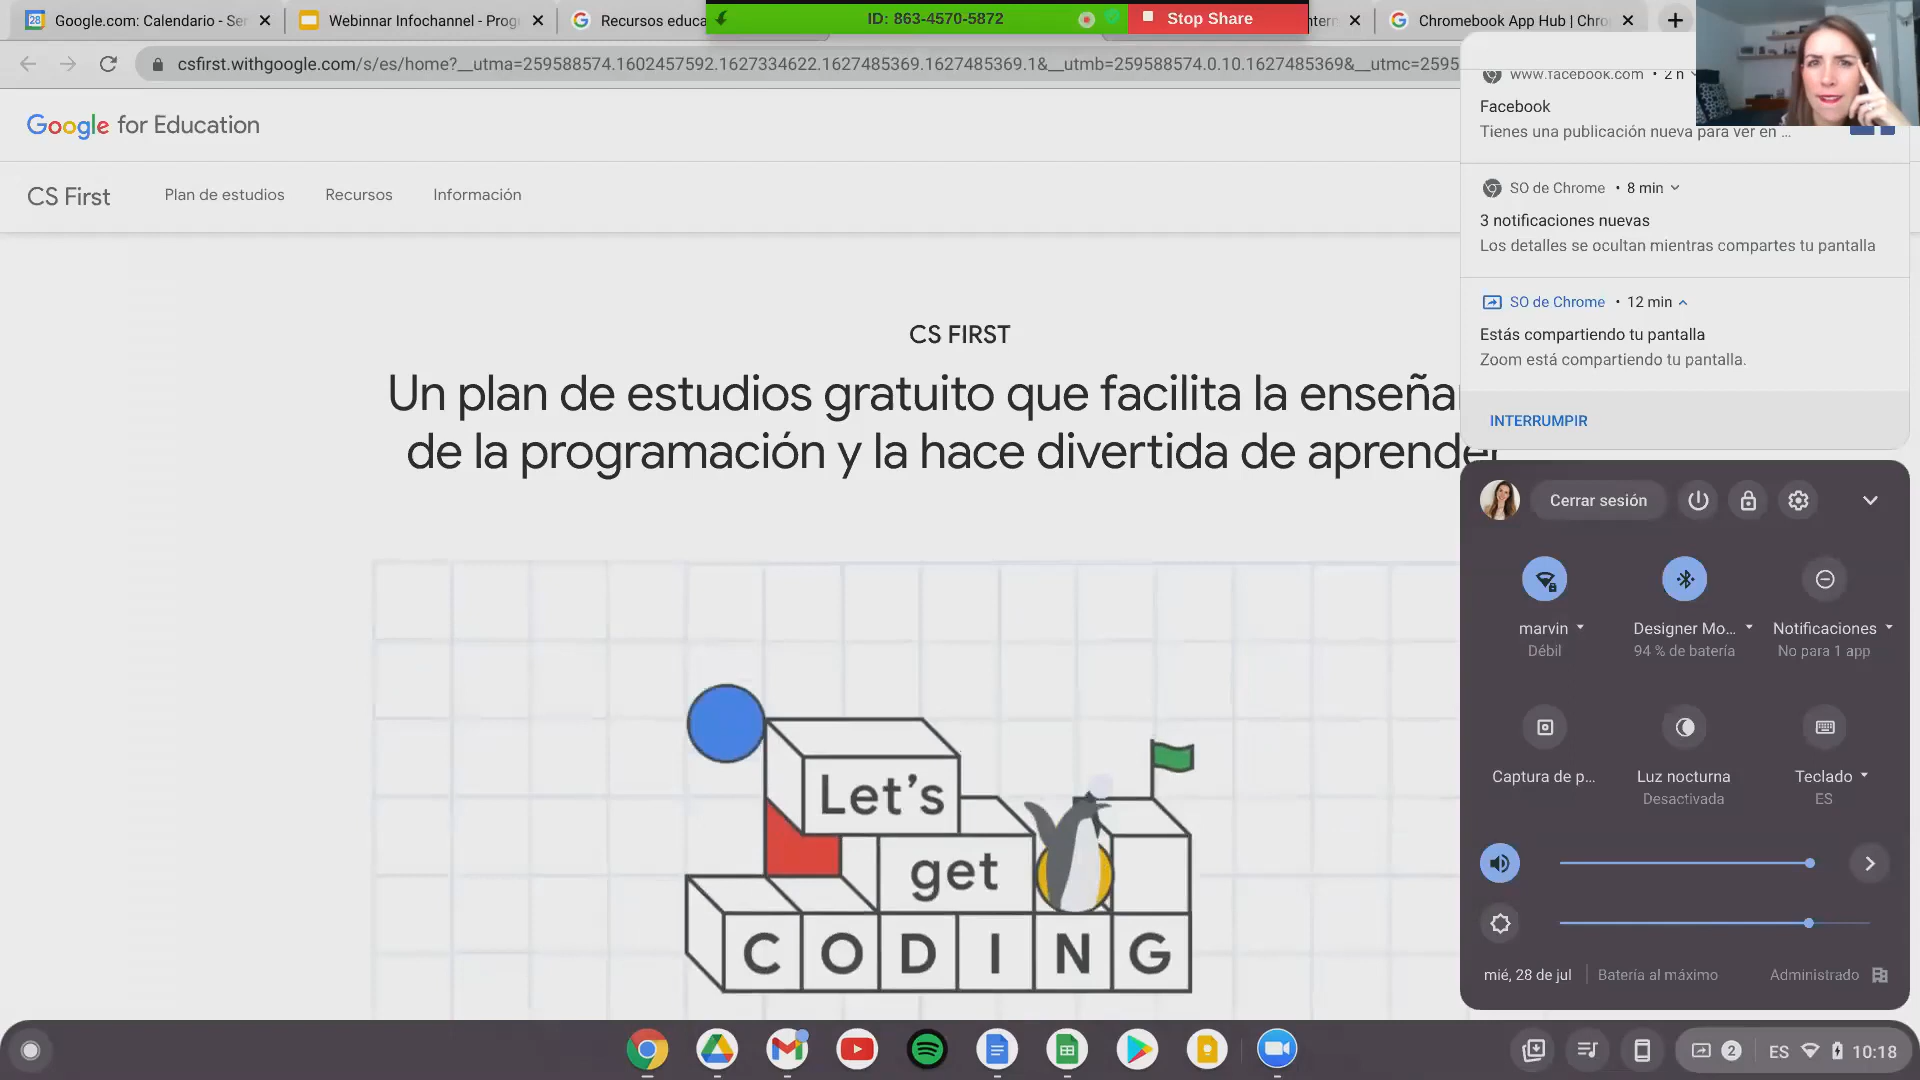 Google.com: Calendario - Se
Webinnar Infochannel - Prog
Recursos educa
ID: 863-4570-5872
Stop Share
Chromebook App Hub | Chro
csfirst.withgoogle.com/s/es/home?__utma=259588574.1602457592.1627334622.1627485369.1627485369.1&__utmb=259588574.0.10.1627485369&__utmc=2595
www.facebook.com • 2 h
Facebook
Tienes una publicación nueva para ver en ...
Google for Education
CS First
Plan de estudios
Recursos
Información
SO de Chrome • 8 min
3 notificaciones nuevas
Los detalles se ocultan mientras compartes tu pantalla
SO de Chrome • 12 min
Estás compartiendo tu pantalla
Zoom está compartiendo tu pantalla.
INTERRUMPIR
CS FIRST
Un plan de estudios gratuito que facilita la enseña
de la programación y la hace divertida de aprender
Let's
get
CODING
Cerrar sesión
marvin
Débil
Designer Mo...
94 % de batería
Notificaciones
No para 1 app
Captura de p...
Luz nocturna
Desactivada
Teclado
ES
mié, 28 de jul
Batería al máximo
Administrado
2
ES
10:18